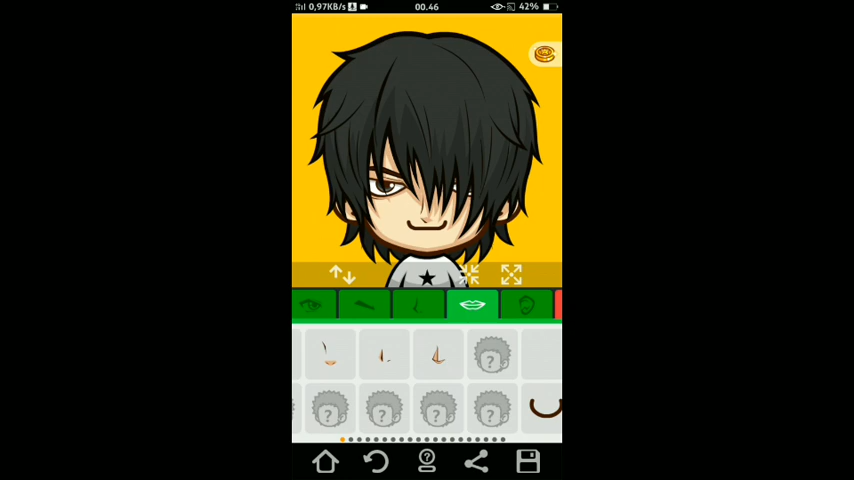 0,97KB/s
00.46
42%
?
? ? ? ?
?